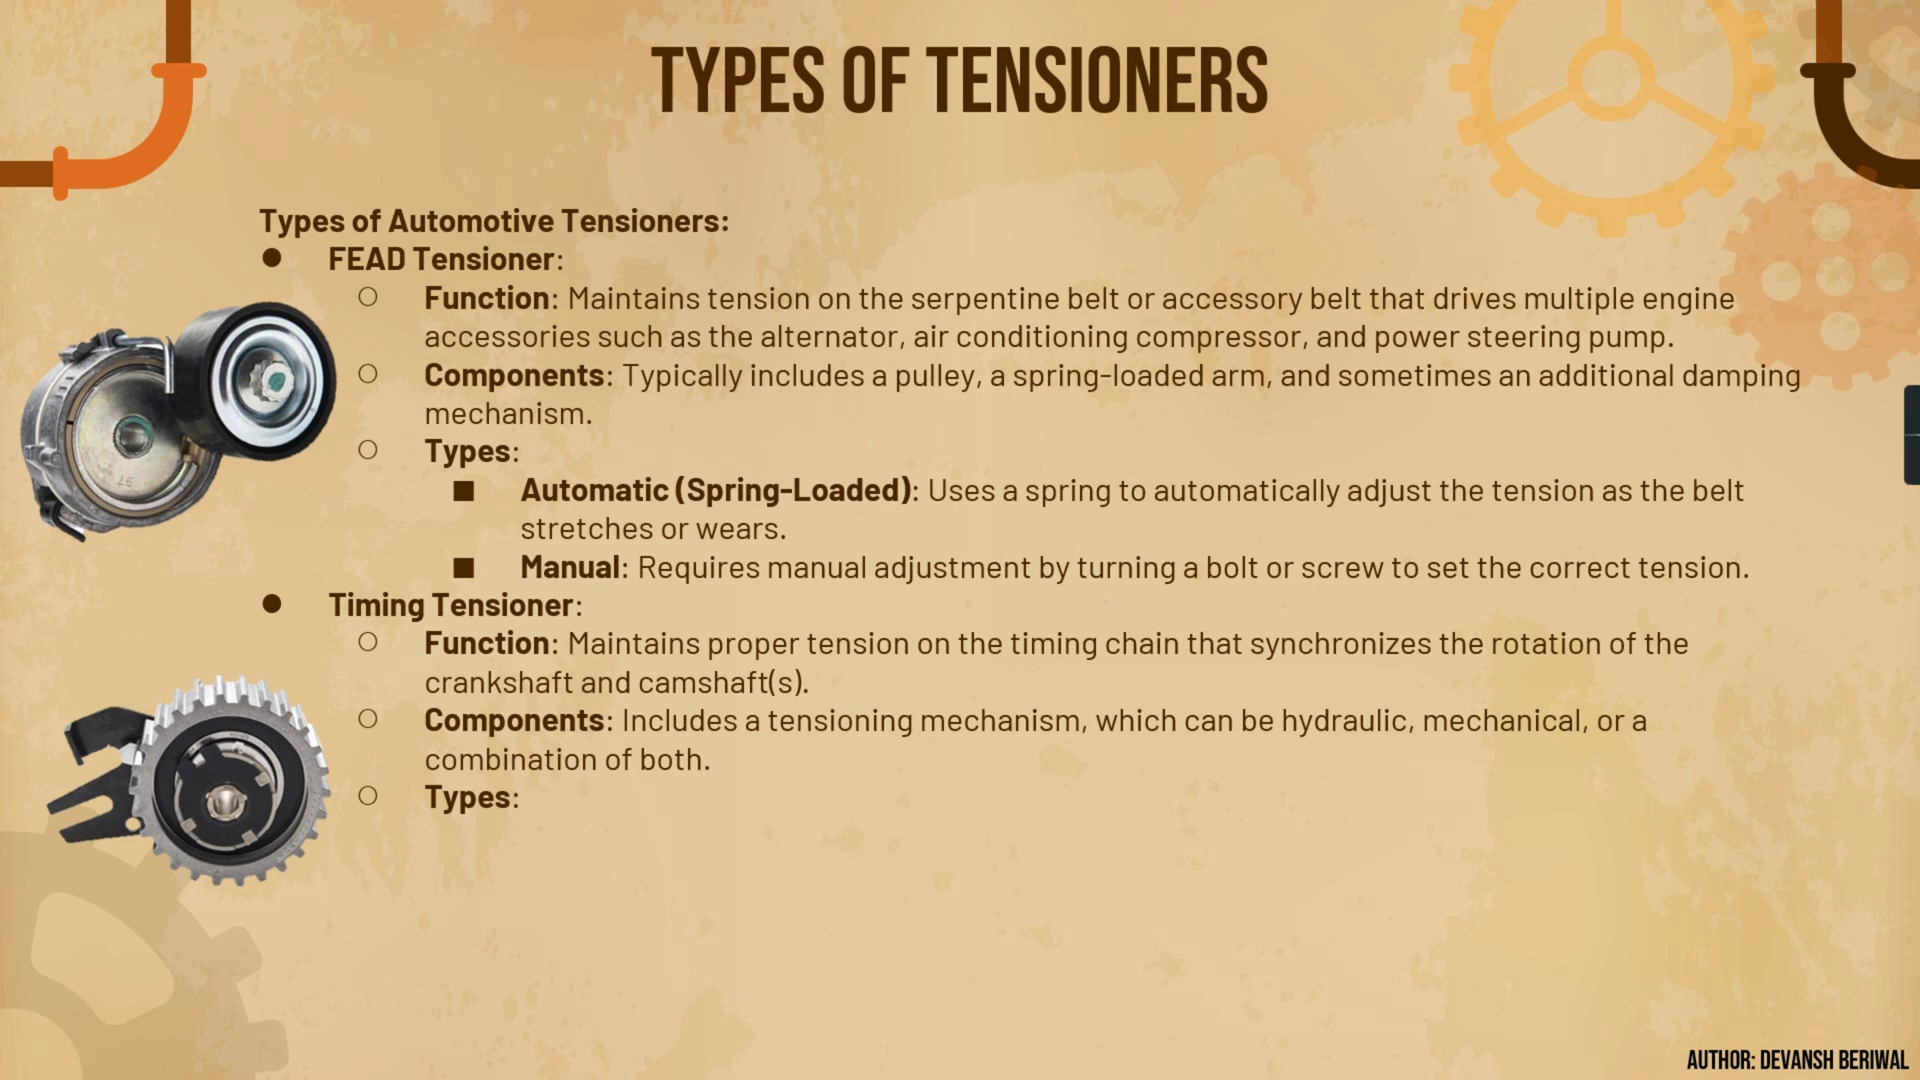 TYPES OF TENSIONERS
Types of Automotive Tensioners:
● FEAD Tensioner:
○ Function: Maintains tension on the serpentine belt or accessory belt that drives multiple engine
accessories such as the alternator, air conditioning compressor, and power steering pump.
○ Components: Typically includes a pulley, a spring-loaded arm, and sometimes an additional damping
mechanism.
○ Types:
■ Automatic (Spring-Loaded): Uses a spring to automatically adjust the tension as the belt
stretches or wears.
■ Manual: Requires manual adjustment by turning a bolt or screw to set the correct tension.
● Timing Tensioner:
○ Function: Maintains proper tension on the timing chain that synchronizes the rotation of the
crankshaft and camshaft(s).
○ Components: Includes a tensioning mechanism, which can be hydraulic, mechanical, or a
combination of both.
○ Types:
AUTHOR: DEVANSH BERIWAL